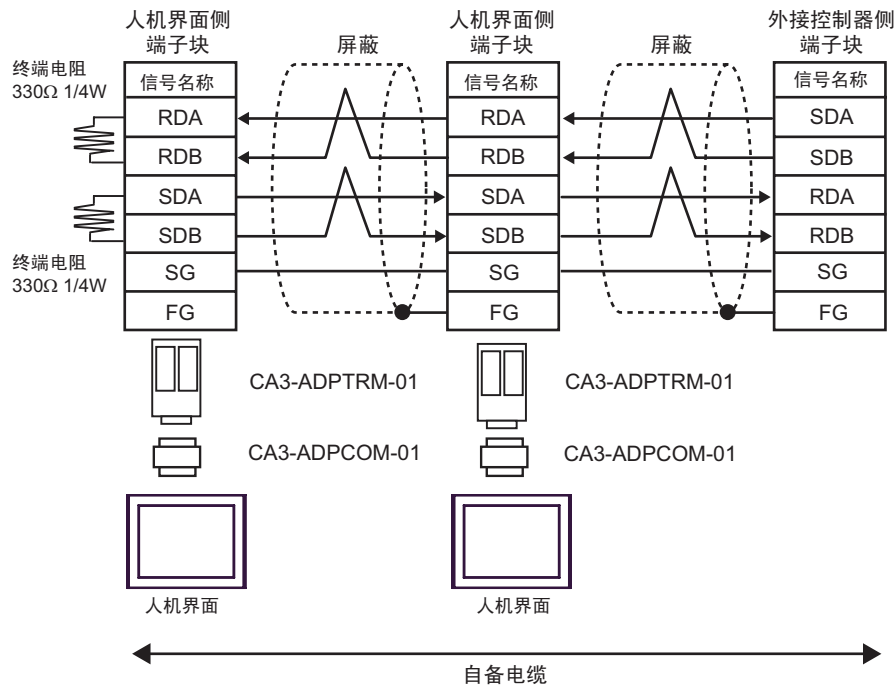 人机界面侧
端子块
屏蔽
人机界面侧
端子块
屏蔽
外接控制器侧
端子块
终端电阻
330Ω 1/4W
信号名称
RDA
RDB
SDA
SDB
SG
FG
终端电阻
330Ω 1/4W
信号名称
RDA
RDB
SDA
SDB
SG
FG
信号名称
SDA
SDB
RDA
RDB
SG
FG
CA3-ADPTRM-01
CA3-ADPTRM-01
CA3-ADPCOM-01
CA3-ADPCOM-01
人机界面
人机界面
自备电缆